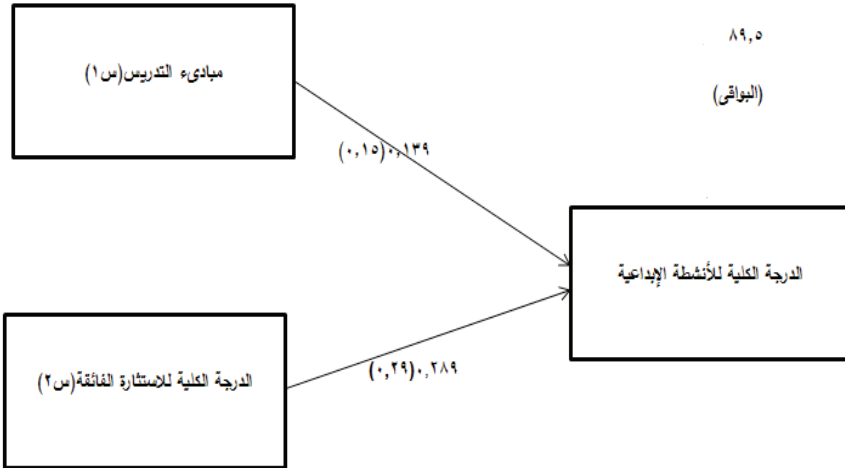 ٨٩,٥
مبادىء التدريس(س١)
(البواقى)
٠,١٣٩(٠,١٥)
الدرجة الكلية للأنشطة الإبداعية
٠,٢٨٩(٠,٢٩)
الدرجة الكلية للاستثارة الفائقة(س٢)